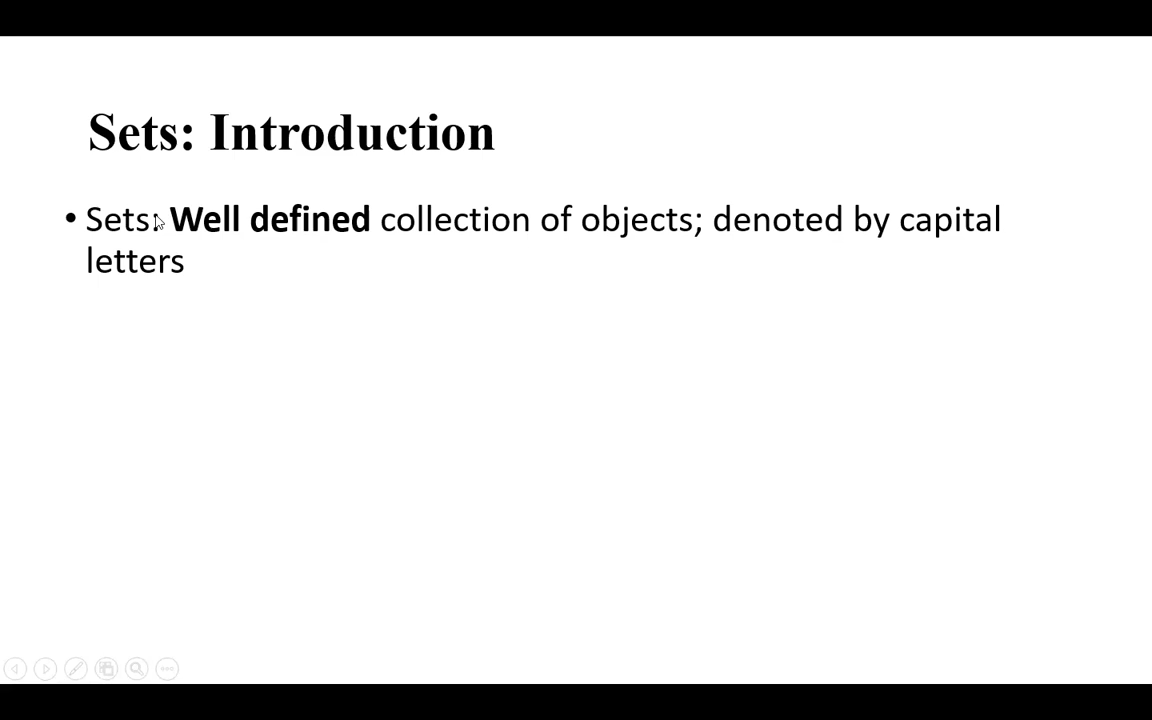 Sets: Introduction
• Sets: Well defined collection of objects; denoted by capital
letters